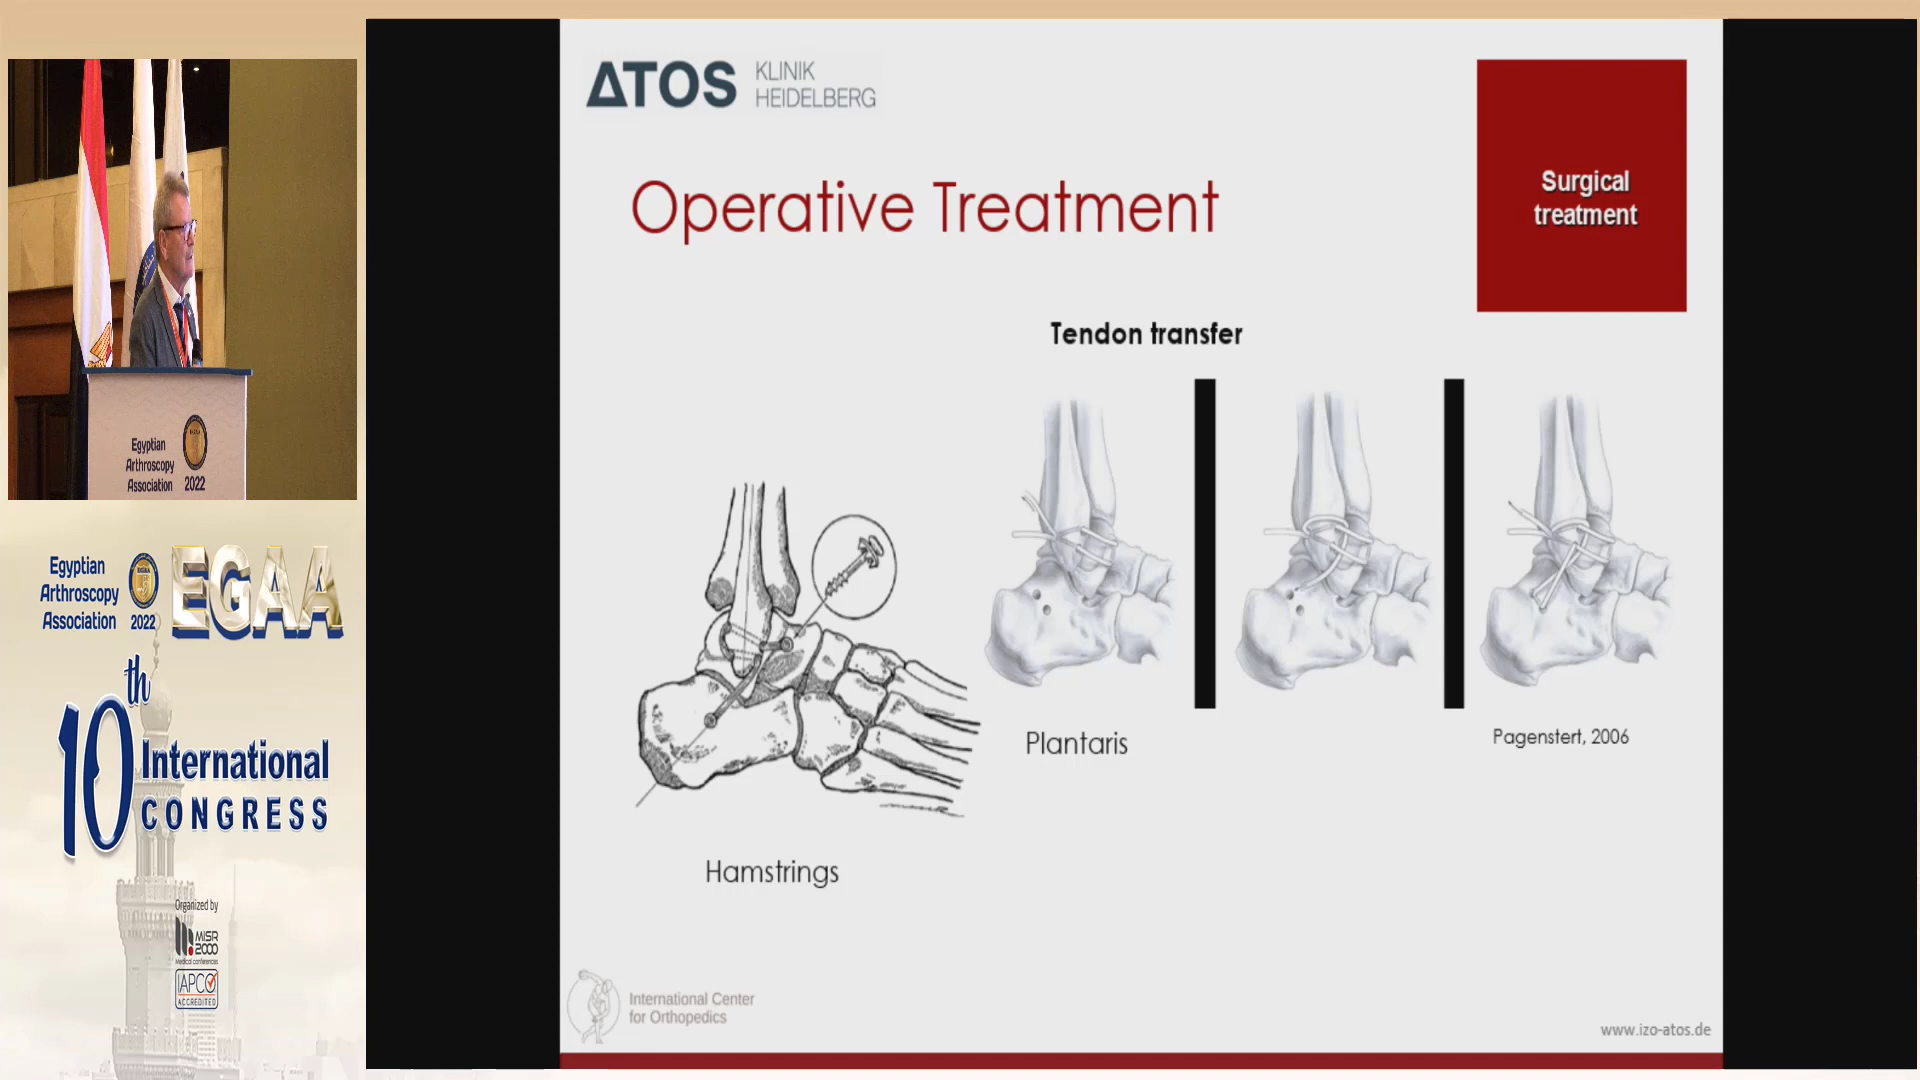 Egyptian
Arthroscopy
Association 2022
Egyptian
Arthroscopy
Association
2022
EGAA
10th International
CONGRESS
Organized by
MiSR
2000
Medical conferences
IAPCO
ACCREDITED
ATOS KLINIK
HEIDELBERG
Operative Treatment
Surgical
treatment
Tendon transfer
Plantaris
Pagenstert, 2006
Hamstrings
International Center
for Orthopedics
www.izo-atos.de